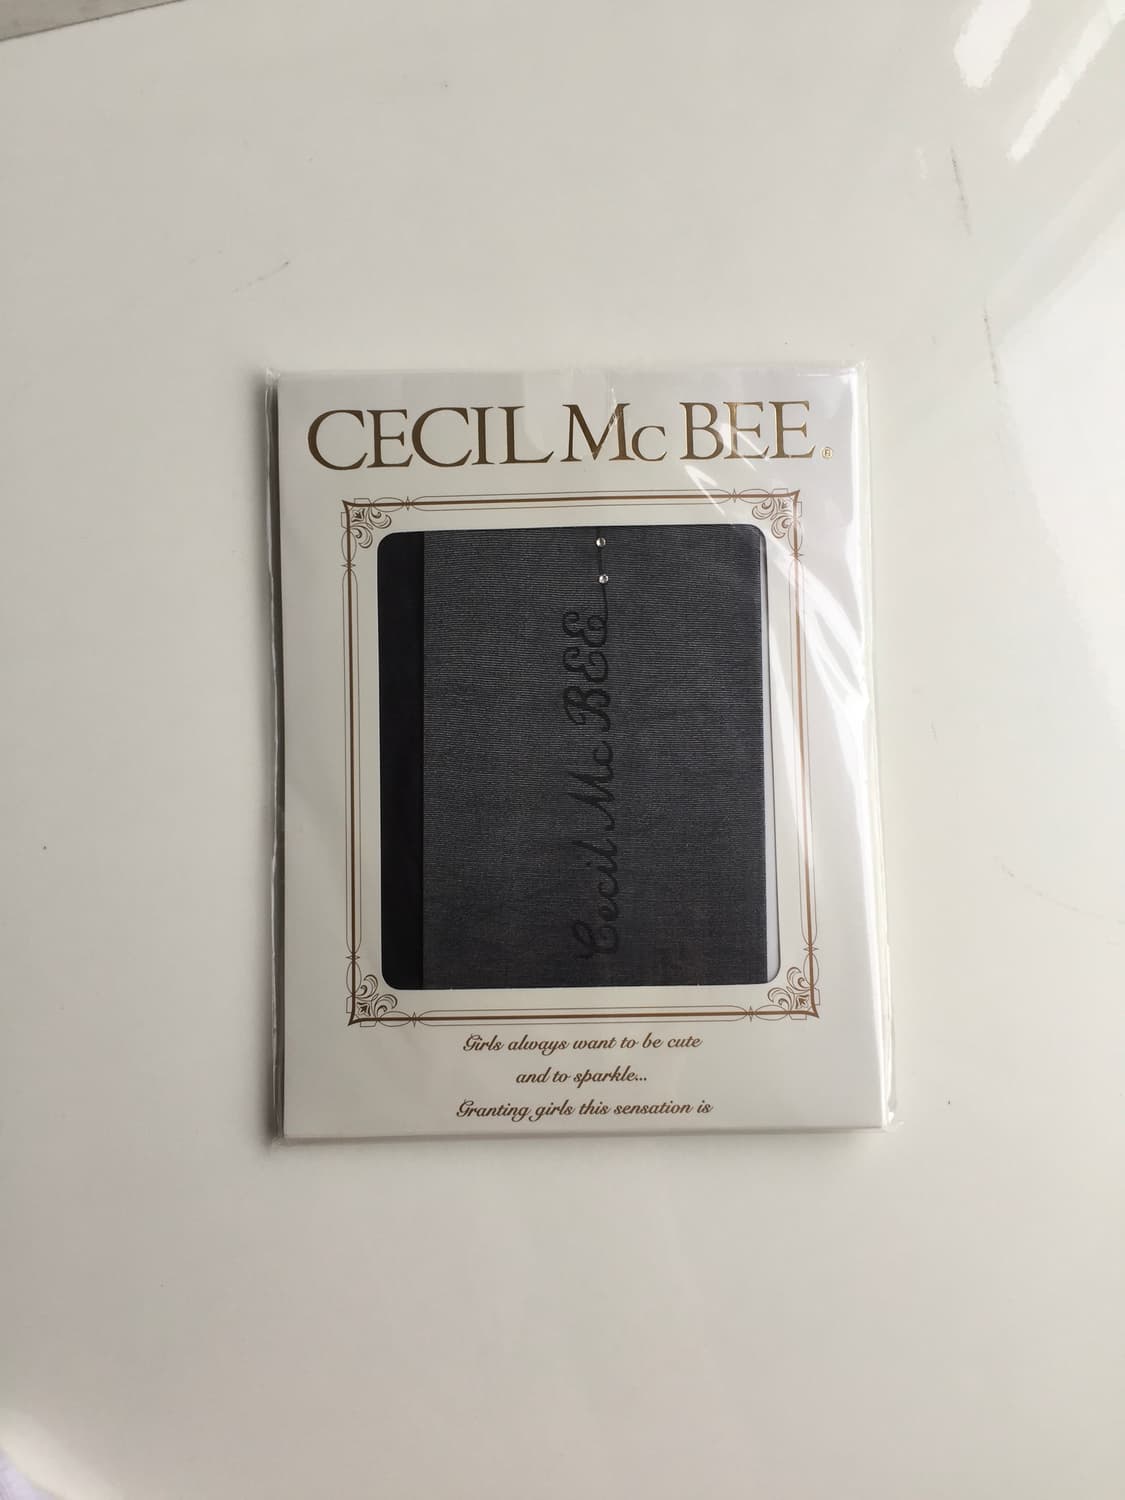 CECIL Mc BEE®
Cecil Mc BEE
Girls always want to be cute
and to sparkle...
Granting girls this sensation is